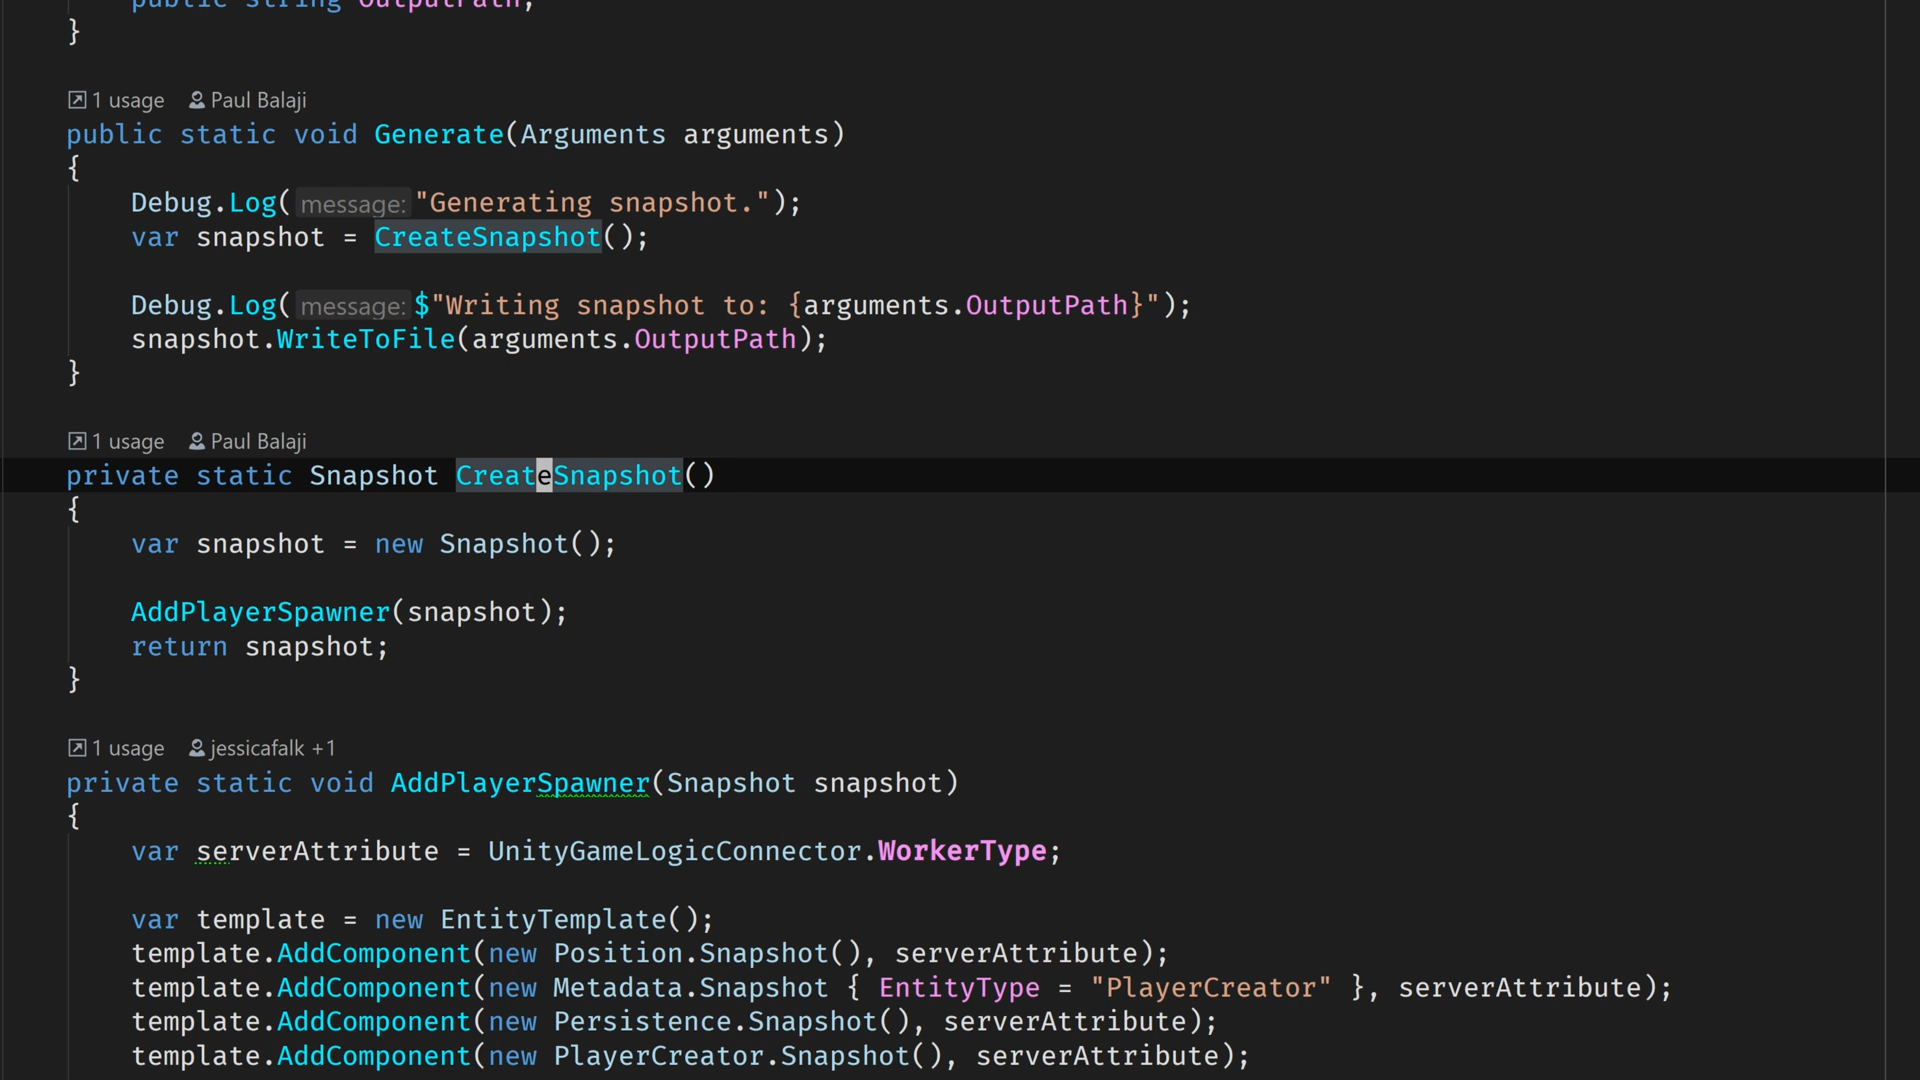 public string OutputPath;
}
1 usage Paul Balaji
public static void Generate(Arguments arguments)
{
Debug.Log( message: "Generating snapshot.");
var snapshot = CreateSnapshot();
Debug.Log( message: $"Writing snapshot to: {arguments.OutputPath}");
snapshot.WriteToFile(arguments.OutputPath);
}
1 usage Paul Balaji
private static Snapshot CreateSnapshot()
{
var snapshot = new Snapshot();
AddPlayerSpawner(snapshot);
return snapshot;
}
1 usage jessicafalk +1
private static void AddPlayerSpawner(Snapshot snapshot)
{
var serverAttribute = UnityGameLogicConnector.WorkerType;
var template = new EntityTemplate();
template.AddComponent(new Position.Snapshot(), serverAttribute);
template.AddComponent(new Metadata.Snapshot { EntityType = "PlayerCreator" }, serverAttribute);
template.AddComponent(new Persistence.Snapshot(), serverAttribute);
template.AddComponent(new PlayerCreator.Snapshot(), serverAttribute);